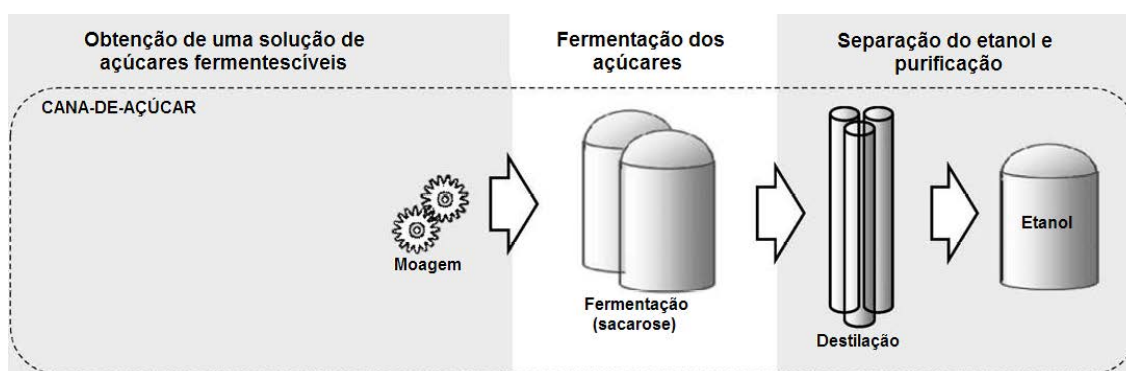 Obtenção de uma solução de
açúcares fermentescíveis
Fermentação dos
açúcares
Separação do etanol e
purificação
CANA-DE-AÇÚCAR
Moagem
Fermentação
(sacarose)
Destilação
Etanol